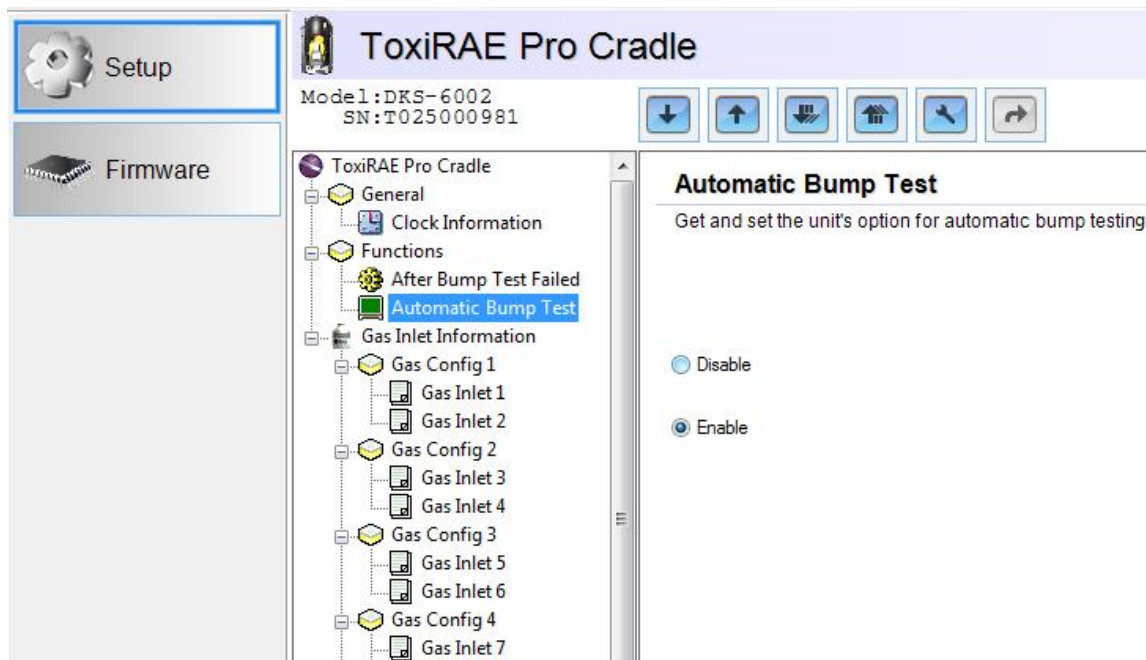 Setup
Firmware
ToxiRAE Pro Cradle
Model:DKS-6002
SN:T025000981
ToxiRAE Pro Cradle
General
Clock Information
Functions
After Bump Test Failed
Automatic Bump Test
Gas Inlet Information
Gas Config 1
Gas Inlet 1
Gas Inlet 2
Gas Config 2
Gas Inlet 3
Gas Inlet 4
Gas Config 3
Gas Inlet 5
Gas Inlet 6
Gas Config 4
Gas Inlet 7
Automatic Bump Test
Get and set the unit's option for automatic bump testing
Disable
Enable